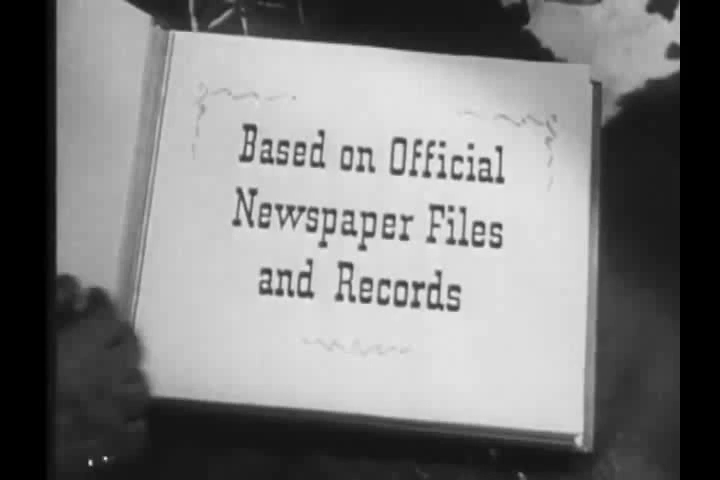 Based on Official
Newspaper Files
and Records